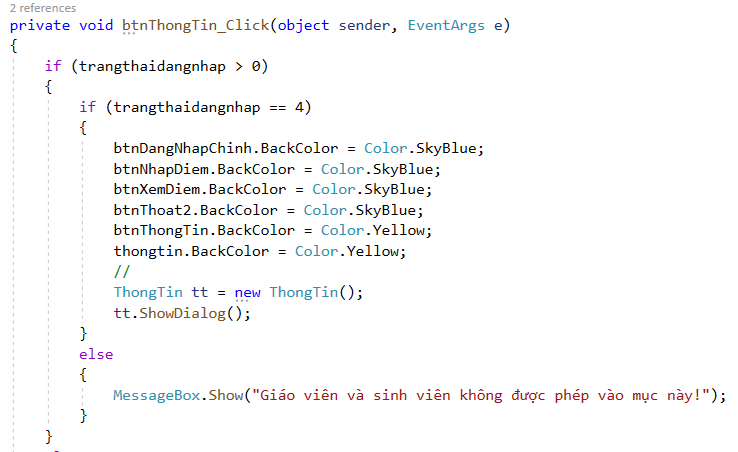 2 references
private void btnThongTin_Click(object sender, EventArgs e)
{
if (trangthaidangnhap > 0)
{
if (trangthaidangnhap == 4)
{
btnDangNhapChinh.BackColor = Color.SkyBlue;
btnNhapDiem.BackColor = Color.SkyBlue;
btnXemDiem.BackColor = Color.SkyBlue;
btnThoat2.BackColor = Color.SkyBlue;
btnThongTin.BackColor = Color.Yellow;
thongtin.BackColor = Color.Yellow;
//
ThongTin tt = new ThongTin();
tt.ShowDialog();
}
else
{
MessageBox.Show("Giáo viên và sinh viên không được phép vào mục này!");
}
}